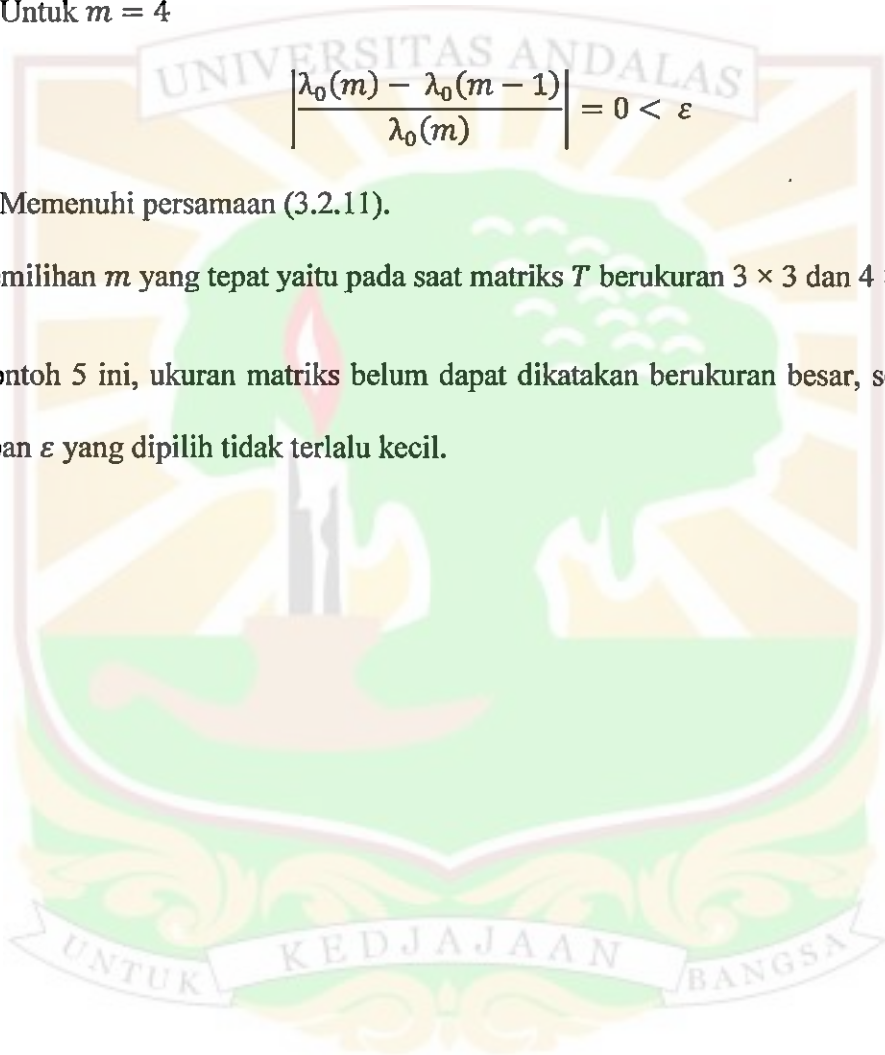 Untuk m = 4
UNIVERSITAS ANDALAS
|λ₀(m) − λ₀(m − 1) / λ₀(m)| = 0 < ε
Memenuhi persamaan (3.2.11).
milihan m yang tepat yaitu pada saat matriks T berukuran 3 × 3 dan 4
ontoh 5 ini, ukuran matriks belum dapat dikatakan berukuran besar, s
an ε yang dipilih tidak terlalu kecil.
UNTUK KEDJAJAAN BANGSA